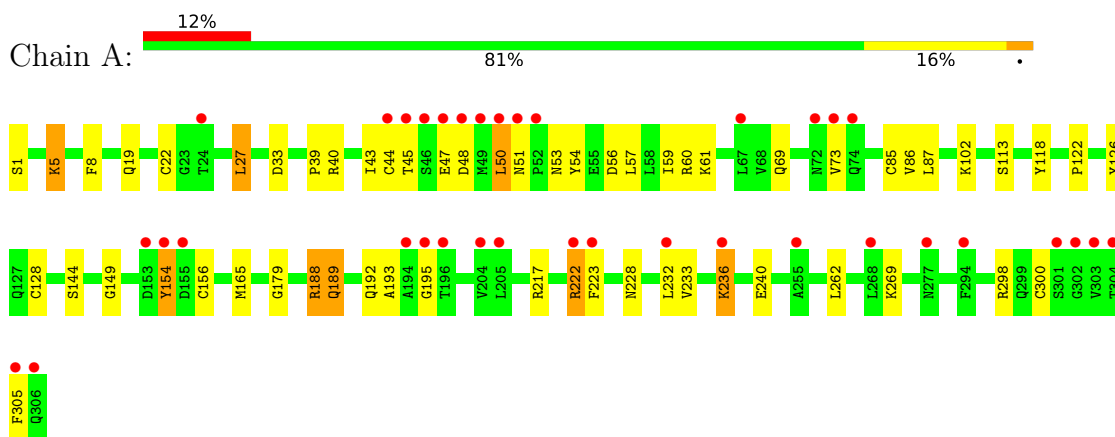 12%
Chain A:
81% 16% •
S1 K5 F8 Q19 C22 G23 T24 L27 D33 P39 R40 I43 C44 T45 S46 E47 D48 M49 L50 N51 P52 N53 Y54 E55 D56 L57 L58 I59 R60 K61 L67 V68 Q69 N72 V73 Q74 C85 V86 L87 K102 S113 Y118 P122 Y126
Q127 C128 S144 G149 D153 Y154 D155 C156 M165 G179 R188 Q189 Q192 A193 A194 G195 T196 V204 L205 R217 R222 F223 N228 L232 V233 K236 E240 A255 L262 L268 K269 N277 F294 R298 Q299 C300 S301 G302 V303 T304
F305 Q306